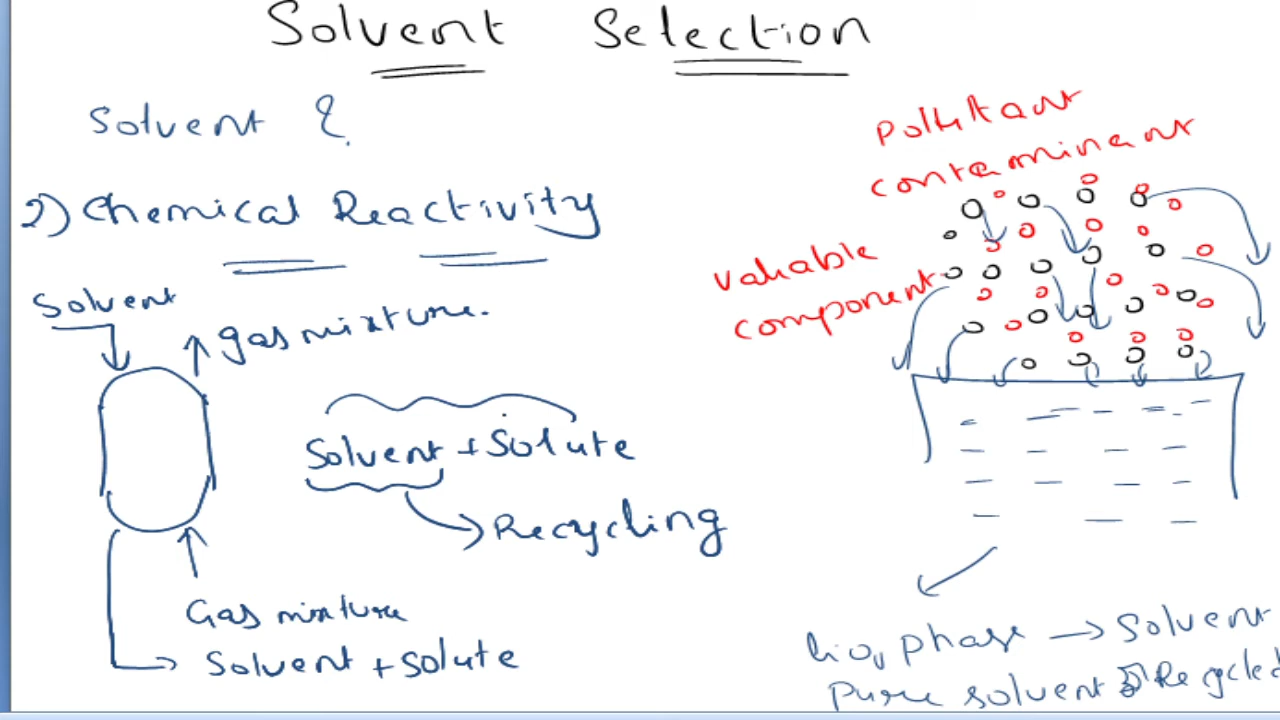 Solvent Selection
Solvent &
2) Chemical Reactivity
Solvent
gas mixture.
Solvent + Solute
Recycling
Gas mixture
Solvent + solute
Pollutant
contaminant
valuable
component
liq phase → Solvent
Pure solvent Recycled